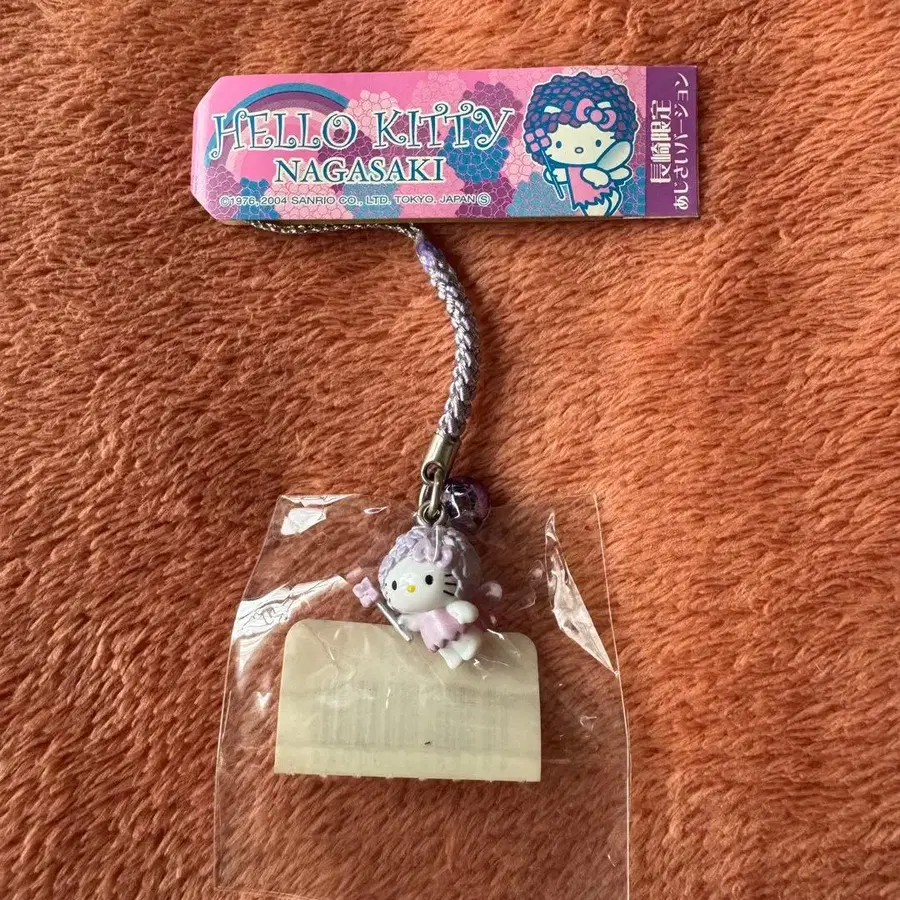 HELLO KITTY
NAGASAKI
©1976, 2004 SANRIO CO., LTD. TOKYO, JAPAN Ⓢ
長崎限定
あじさいバージョン